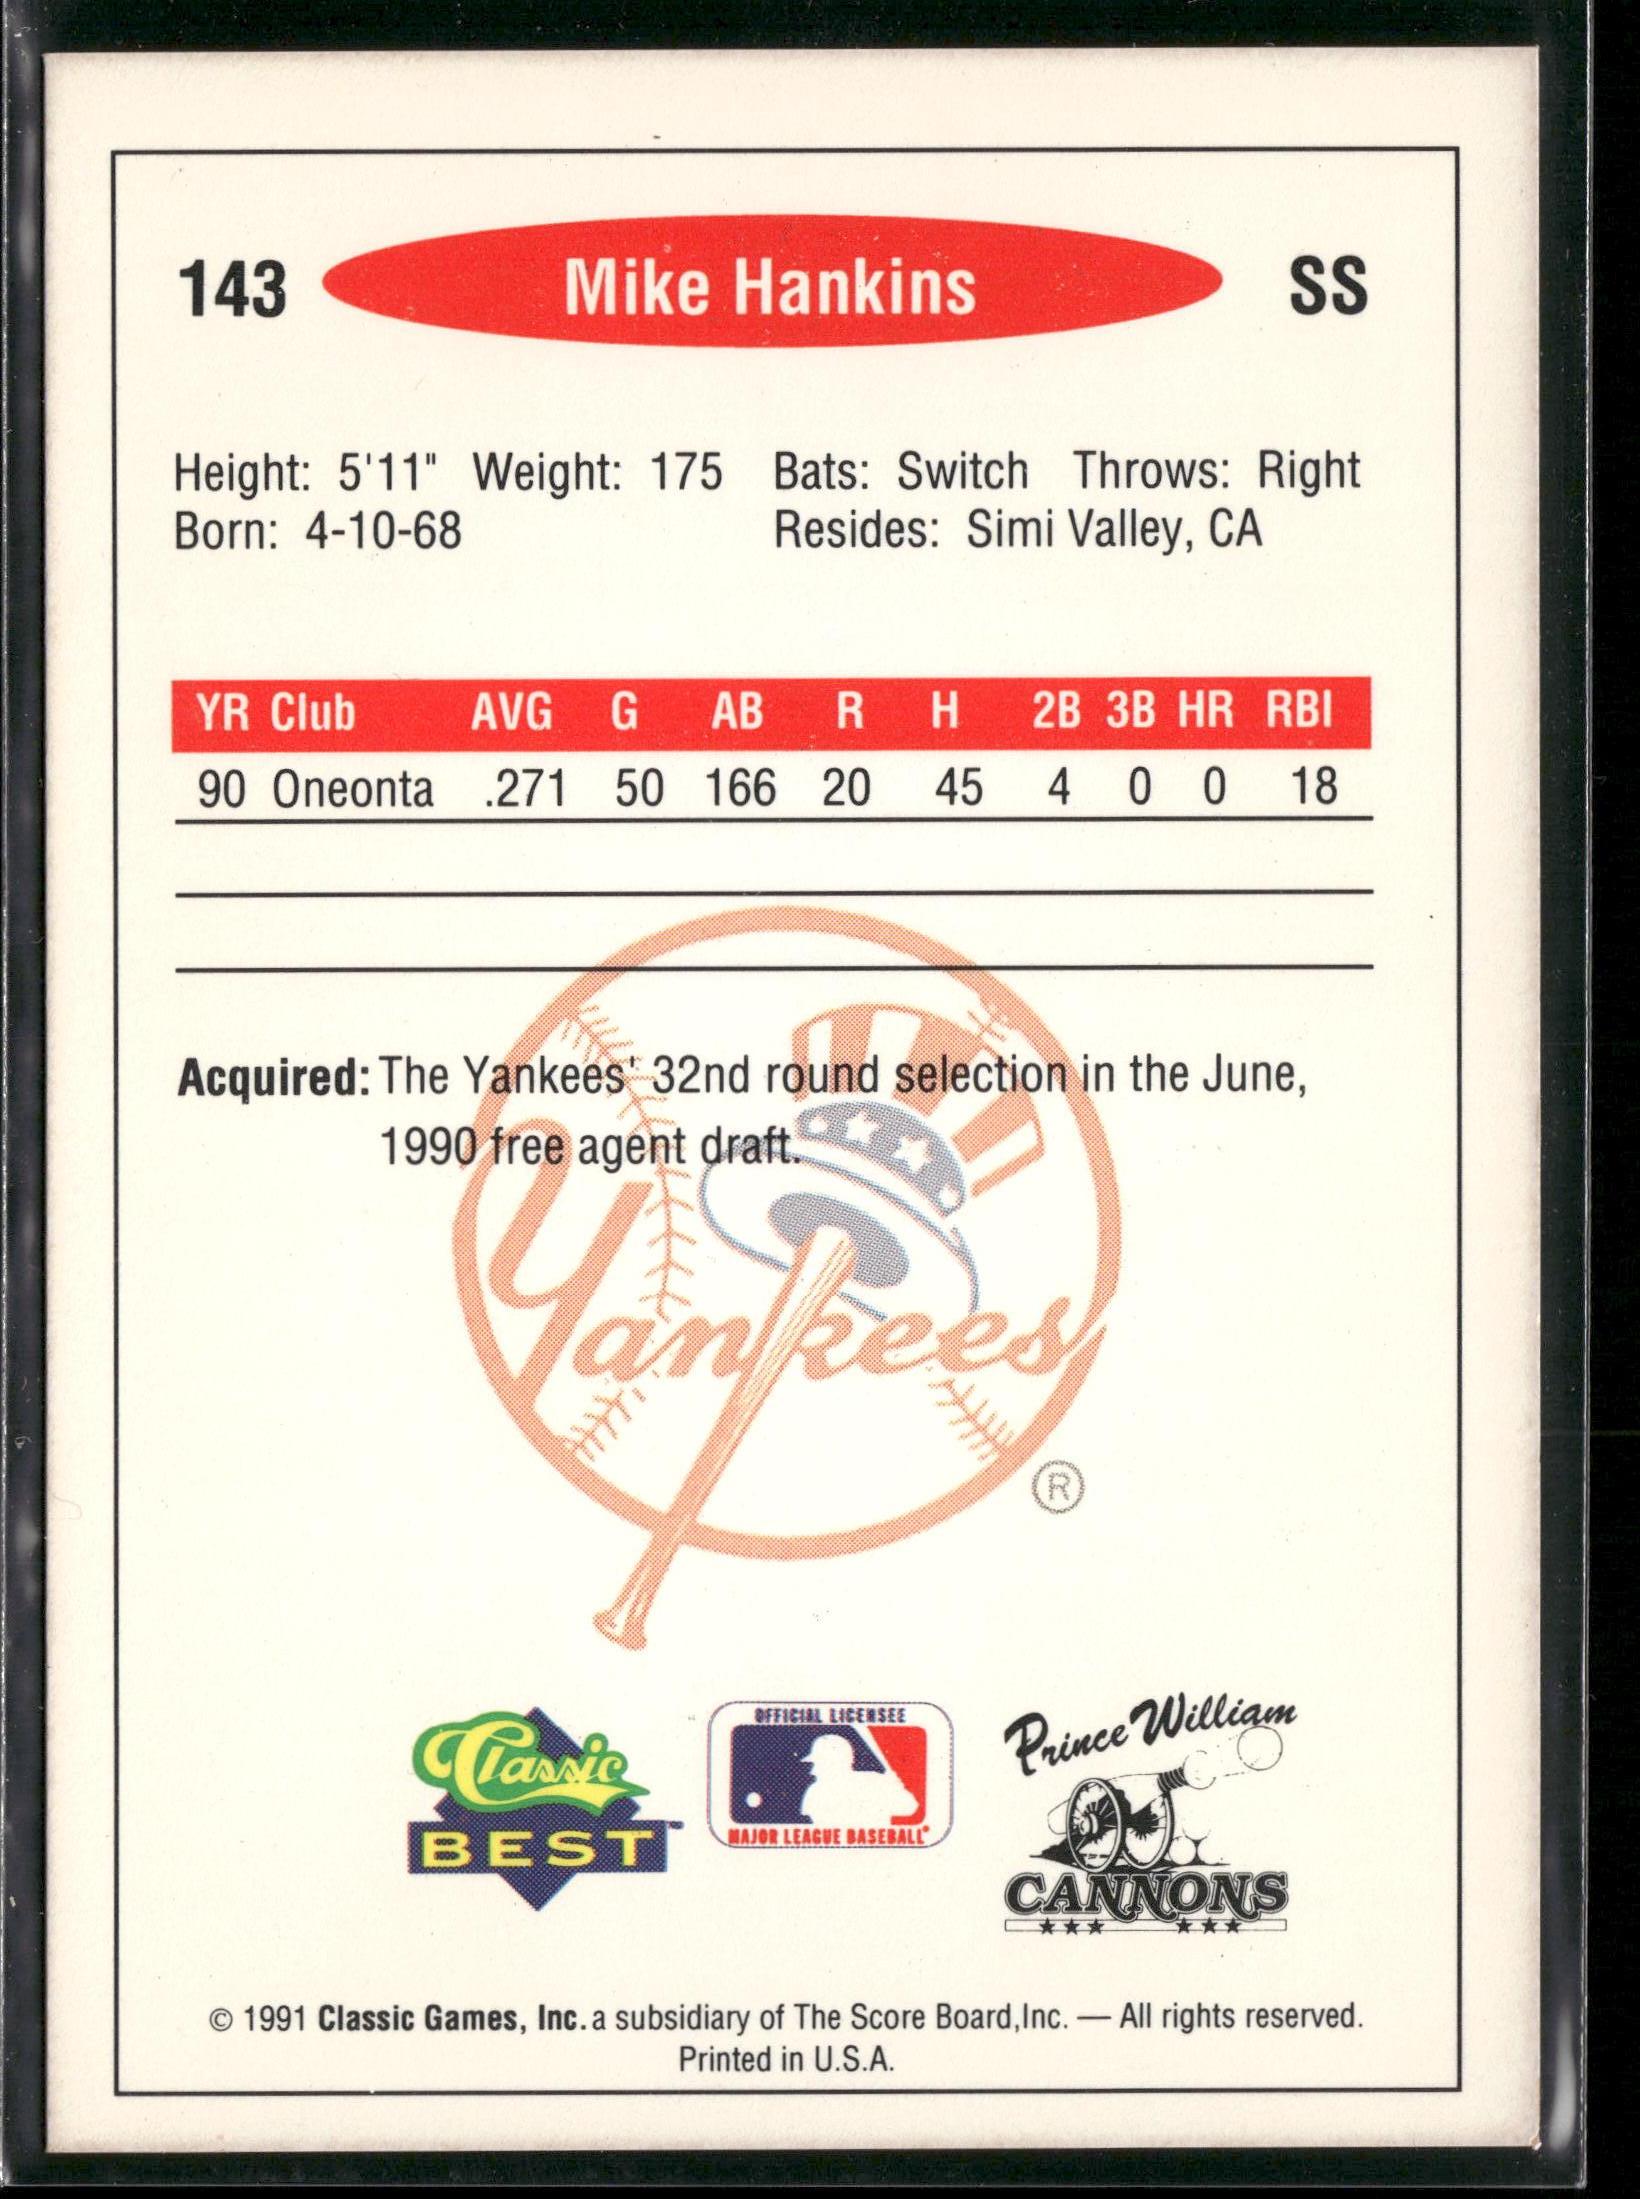 143 Mike Hankins SS
Height: 5'11" Weight: 175 Bats: Switch Throws: Right
Born: 4-10-68 Resides: Simi Valley, CA
YR Club AVG G AB R H 2B 3B HR RBI
90 Oneonta .271 50 166 20 45 4 0 0 18
Acquired: The Yankees' 32nd round selection in the June,
1990 free agent draft.
Yankees
®
Classic
BEST™
OFFICIAL LICENSEE
MAJOR LEAGUE BASEBALL®
Prince William
CANNONS
© 1991 Classic Games, Inc. a subsidiary of The Score Board,Inc. — All rights reserved.
Printed in U.S.A.